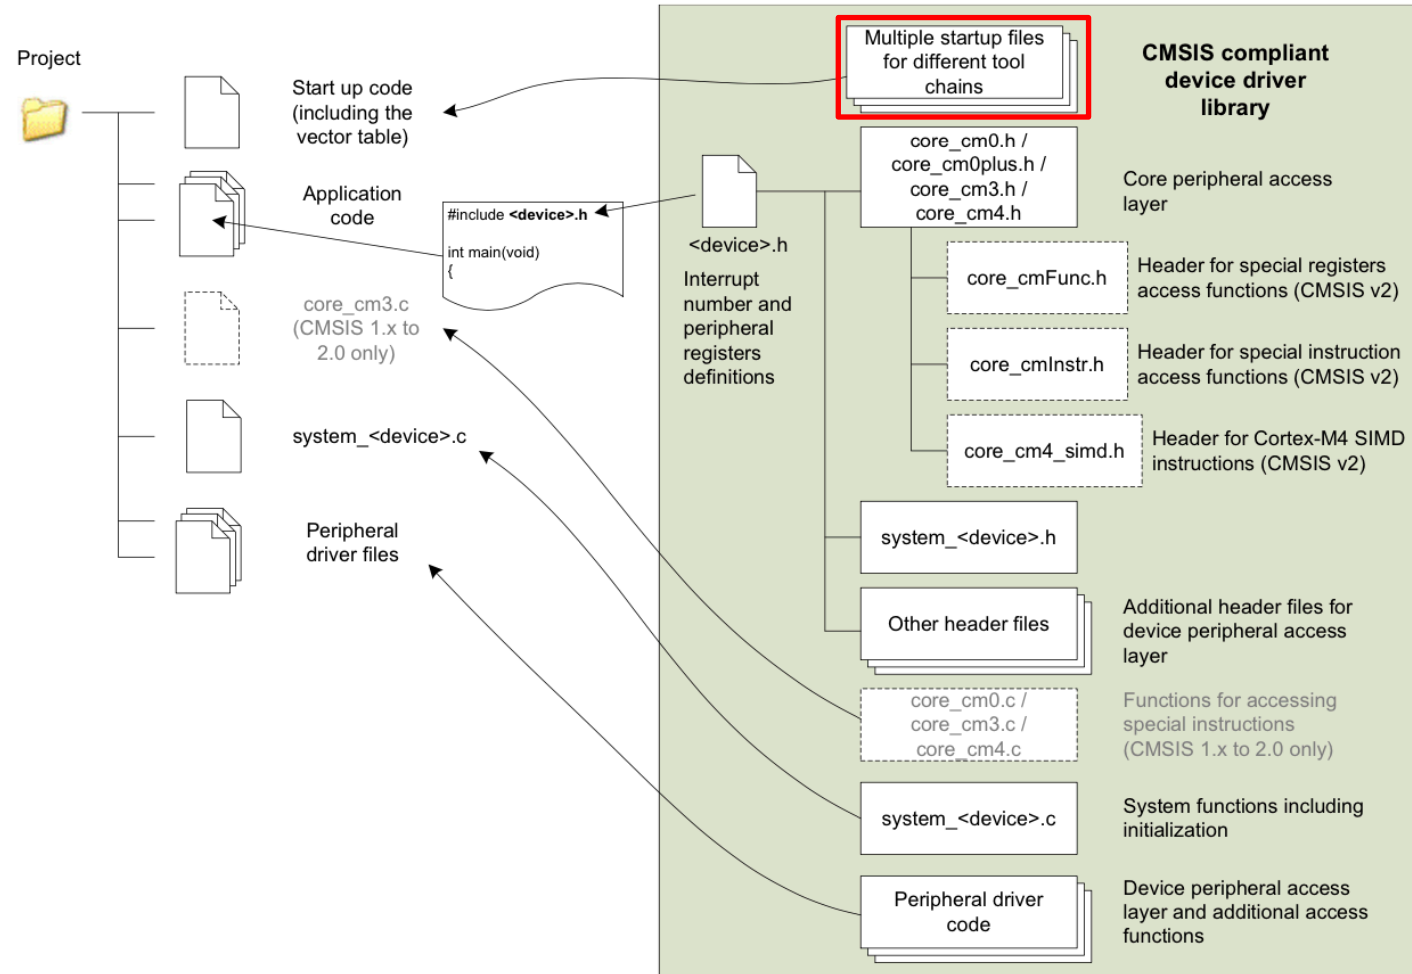 Project
Start up code
(including the
vector table)
Application
code
#include <device>.h
int main(void)
{
core_cm3.c
(CMSIS 1.x to
2.0 only)
system_<device>.c
Peripheral
driver files
Multiple startup files
for different tool
chains
CMSIS compliant
device driver
library
<device>.h
Interrupt
number and
peripheral
registers
definitions
core_cm0.h /
core_cm0plus.h /
core_cm3.h /
core_cm4.h
Core peripheral access
layer
core_cmFunc.h
Header for special registers
access functions (CMSIS v2)
core_cmInstr.h
Header for special instruction
access functions (CMSIS v2)
core_cm4_simd.h
Header for Cortex-M4 SIMD
instructions (CMSIS v2)
system_<device>.h
Other header files
Additional header files for
device peripheral access
layer
core_cm0.c /
core_cm3.c /
core_cm4.c
Functions for accessing
special instructions
(CMSIS 1.x to 2.0 only)
system_<device>.c
System functions including
initialization
Peripheral driver
code
Device peripheral access
layer and additional access
functions